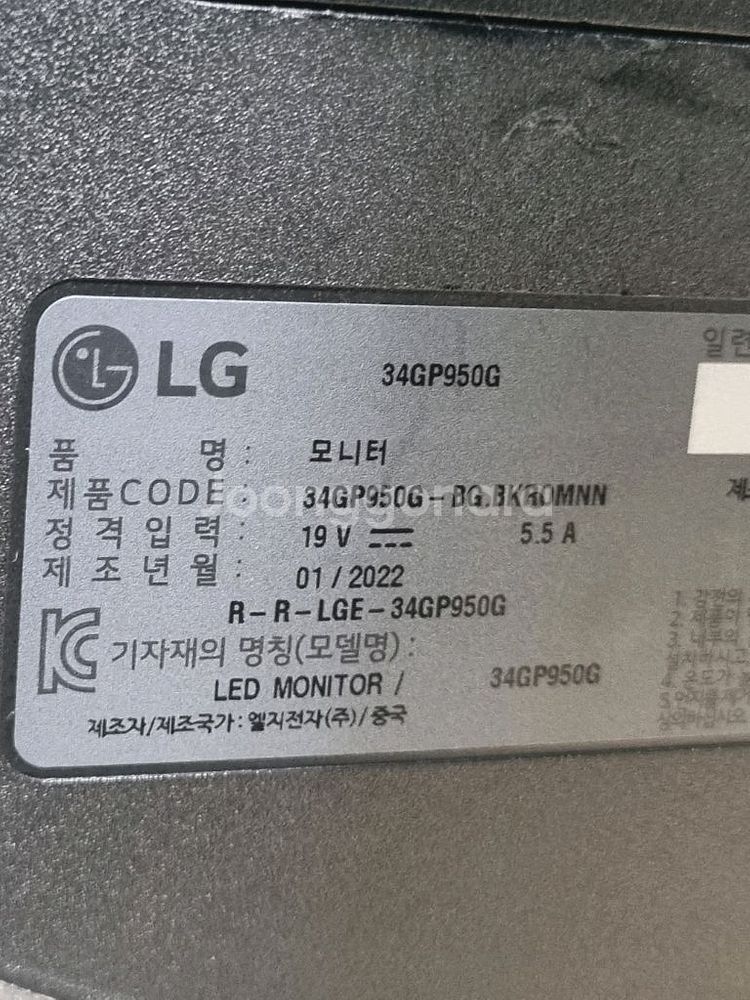 LG 34GP950G 일련
품 명 : 모니터
제품CODE : 34GP950G-BG.BKROMNN
정격입력 : 19 V 5.5 A
제조년월 : 01 / 2022
R-R-LGE-34GP950G
기자재의 명칭(모델명) :
LED MONITOR / 34GP950G
제조자/제조국가 : 엘지전자(주)/ 중국
joonggonara